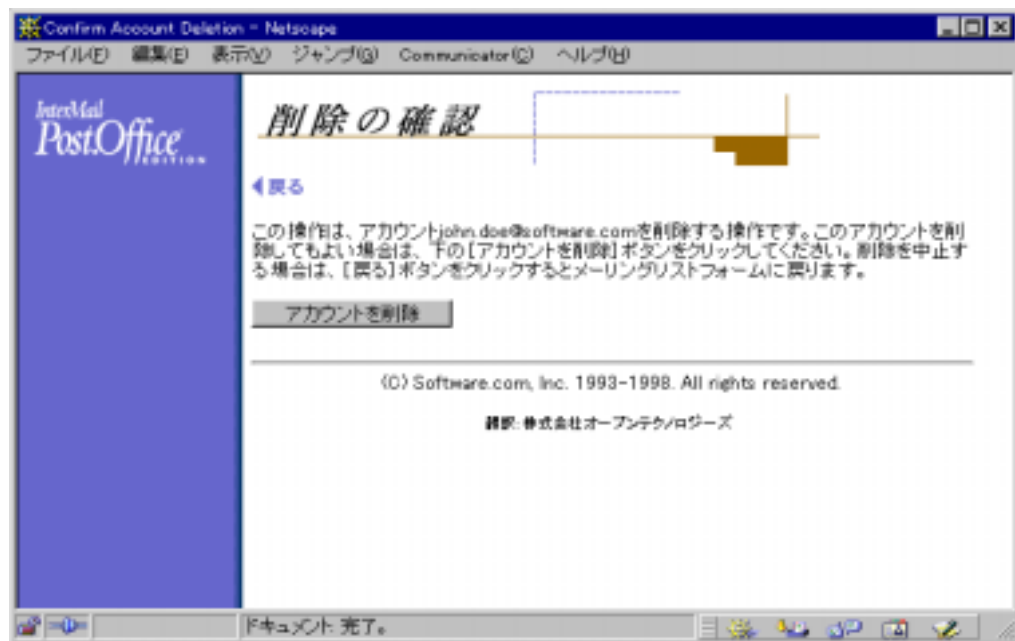 Confirm Account Deletion - Netscape
ファイル(F) 編集(E) 表示(V) ジャンプ(G) Communicator(C) ヘルプ(H)
InterMail
Post.Office
EDITION
削除の確認
戻る
この操作は、アカウントjohn.doe@software.comを削除する操作です。このアカウントを削
除してもよい場合は、下の[アカウントを削除]ボタンをクリックしてください。削除を中止す
る場合は、[戻る]ボタンをクリックするとメーリングリストフォームに戻ります。
アカウントを削除
(C) Software.com, Inc. 1993-1998. All rights reserved.
翻訳:株式会社オープンテクノロジーズ
ドキュメント: 完了。